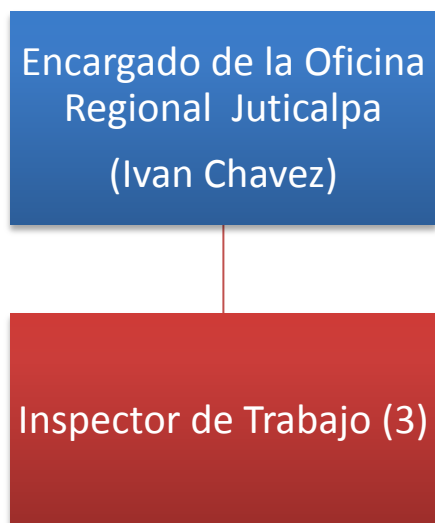 Encargado de la Oficina
Regional Juticalpa
(Ivan Chavez)
Inspector de Trabajo (3)